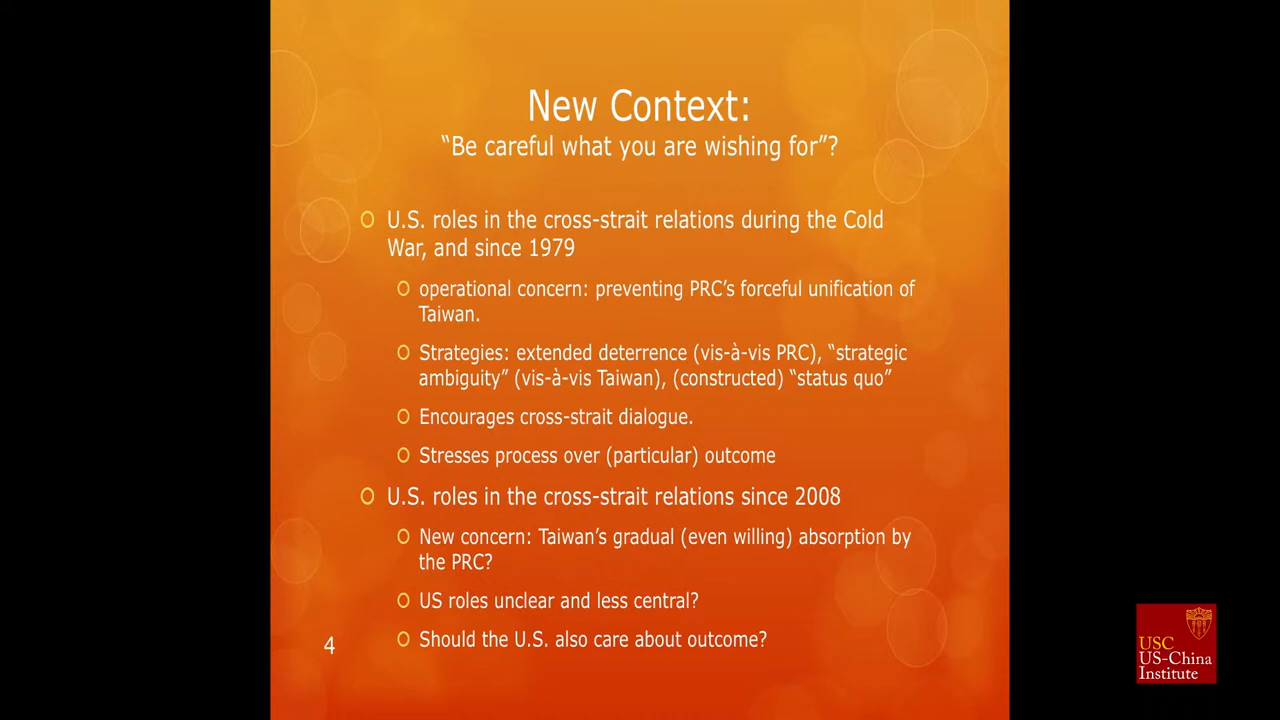 New Context:
“Be careful what you are wishing for”?
U.S. roles in the cross-strait relations during the Cold
War, and since 1979
operational concern: preventing PRC’s forceful unification of
Taiwan.
Strategies: extended deterrence (vis-à-vis PRC), “strategic
ambiguity” (vis-à-vis Taiwan), (constructed) “status quo”
Encourages cross-strait dialogue.
Stresses process over (particular) outcome
U.S. roles in the cross-strait relations since 2008
New concern: Taiwan’s gradual (even willing) absorption by
the PRC?
US roles unclear and less central?
Should the U.S. also care about outcome?
4
USC
US-China
Institute